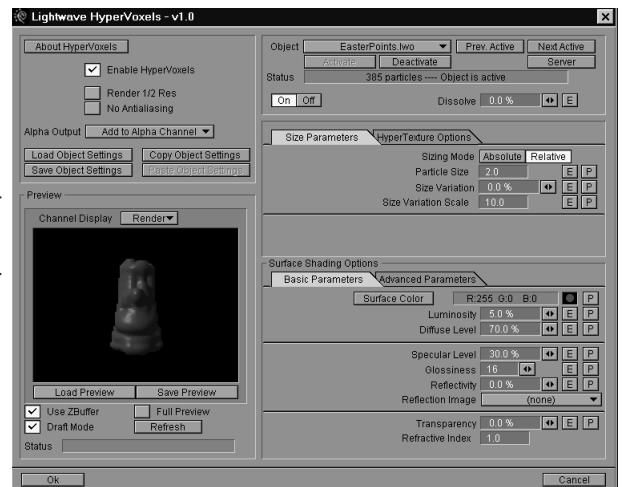 Lightwave HyperVoxels - v1.0
About HyperVoxels
Enable HyperVoxels
Render 1/2 Res
No Antialiasing
Alpha Output Add to Alpha Channel
Load Object Settings Copy Object Settings
Save Object Settings Paste Object Settings
Preview
Channel Display Render
Load Preview Save Preview
Use ZBuffer Full Preview
Draft Mode Refresh
Status
Object EasterPoints.lwo Prev. Active Next Active
Activate Deactivate Server
Status 385 particles ---- Object is active
On Off Dissolve 0.0 % E
Size Parameters HyperTexture Options
Sizing Mode Absolute Relative
Particle Size 2.0 E P
Size Variation 0.0 % E P
Size Variation Scale 10.0 E P
Surface Shading Options
Basic Parameters Advanced Parameters
Surface Color R:255 G:0 B:0 P
Luminosity 5.0 % E P
Diffuse Level 70.0 % E P
Specular Level 30.0 % E P
Glossiness 16 E P
Reflectivity 0.0 % E P
Reflection Image (none)
Transparency 0.0 % E P
Refractive Index 1.0
Ok Cancel